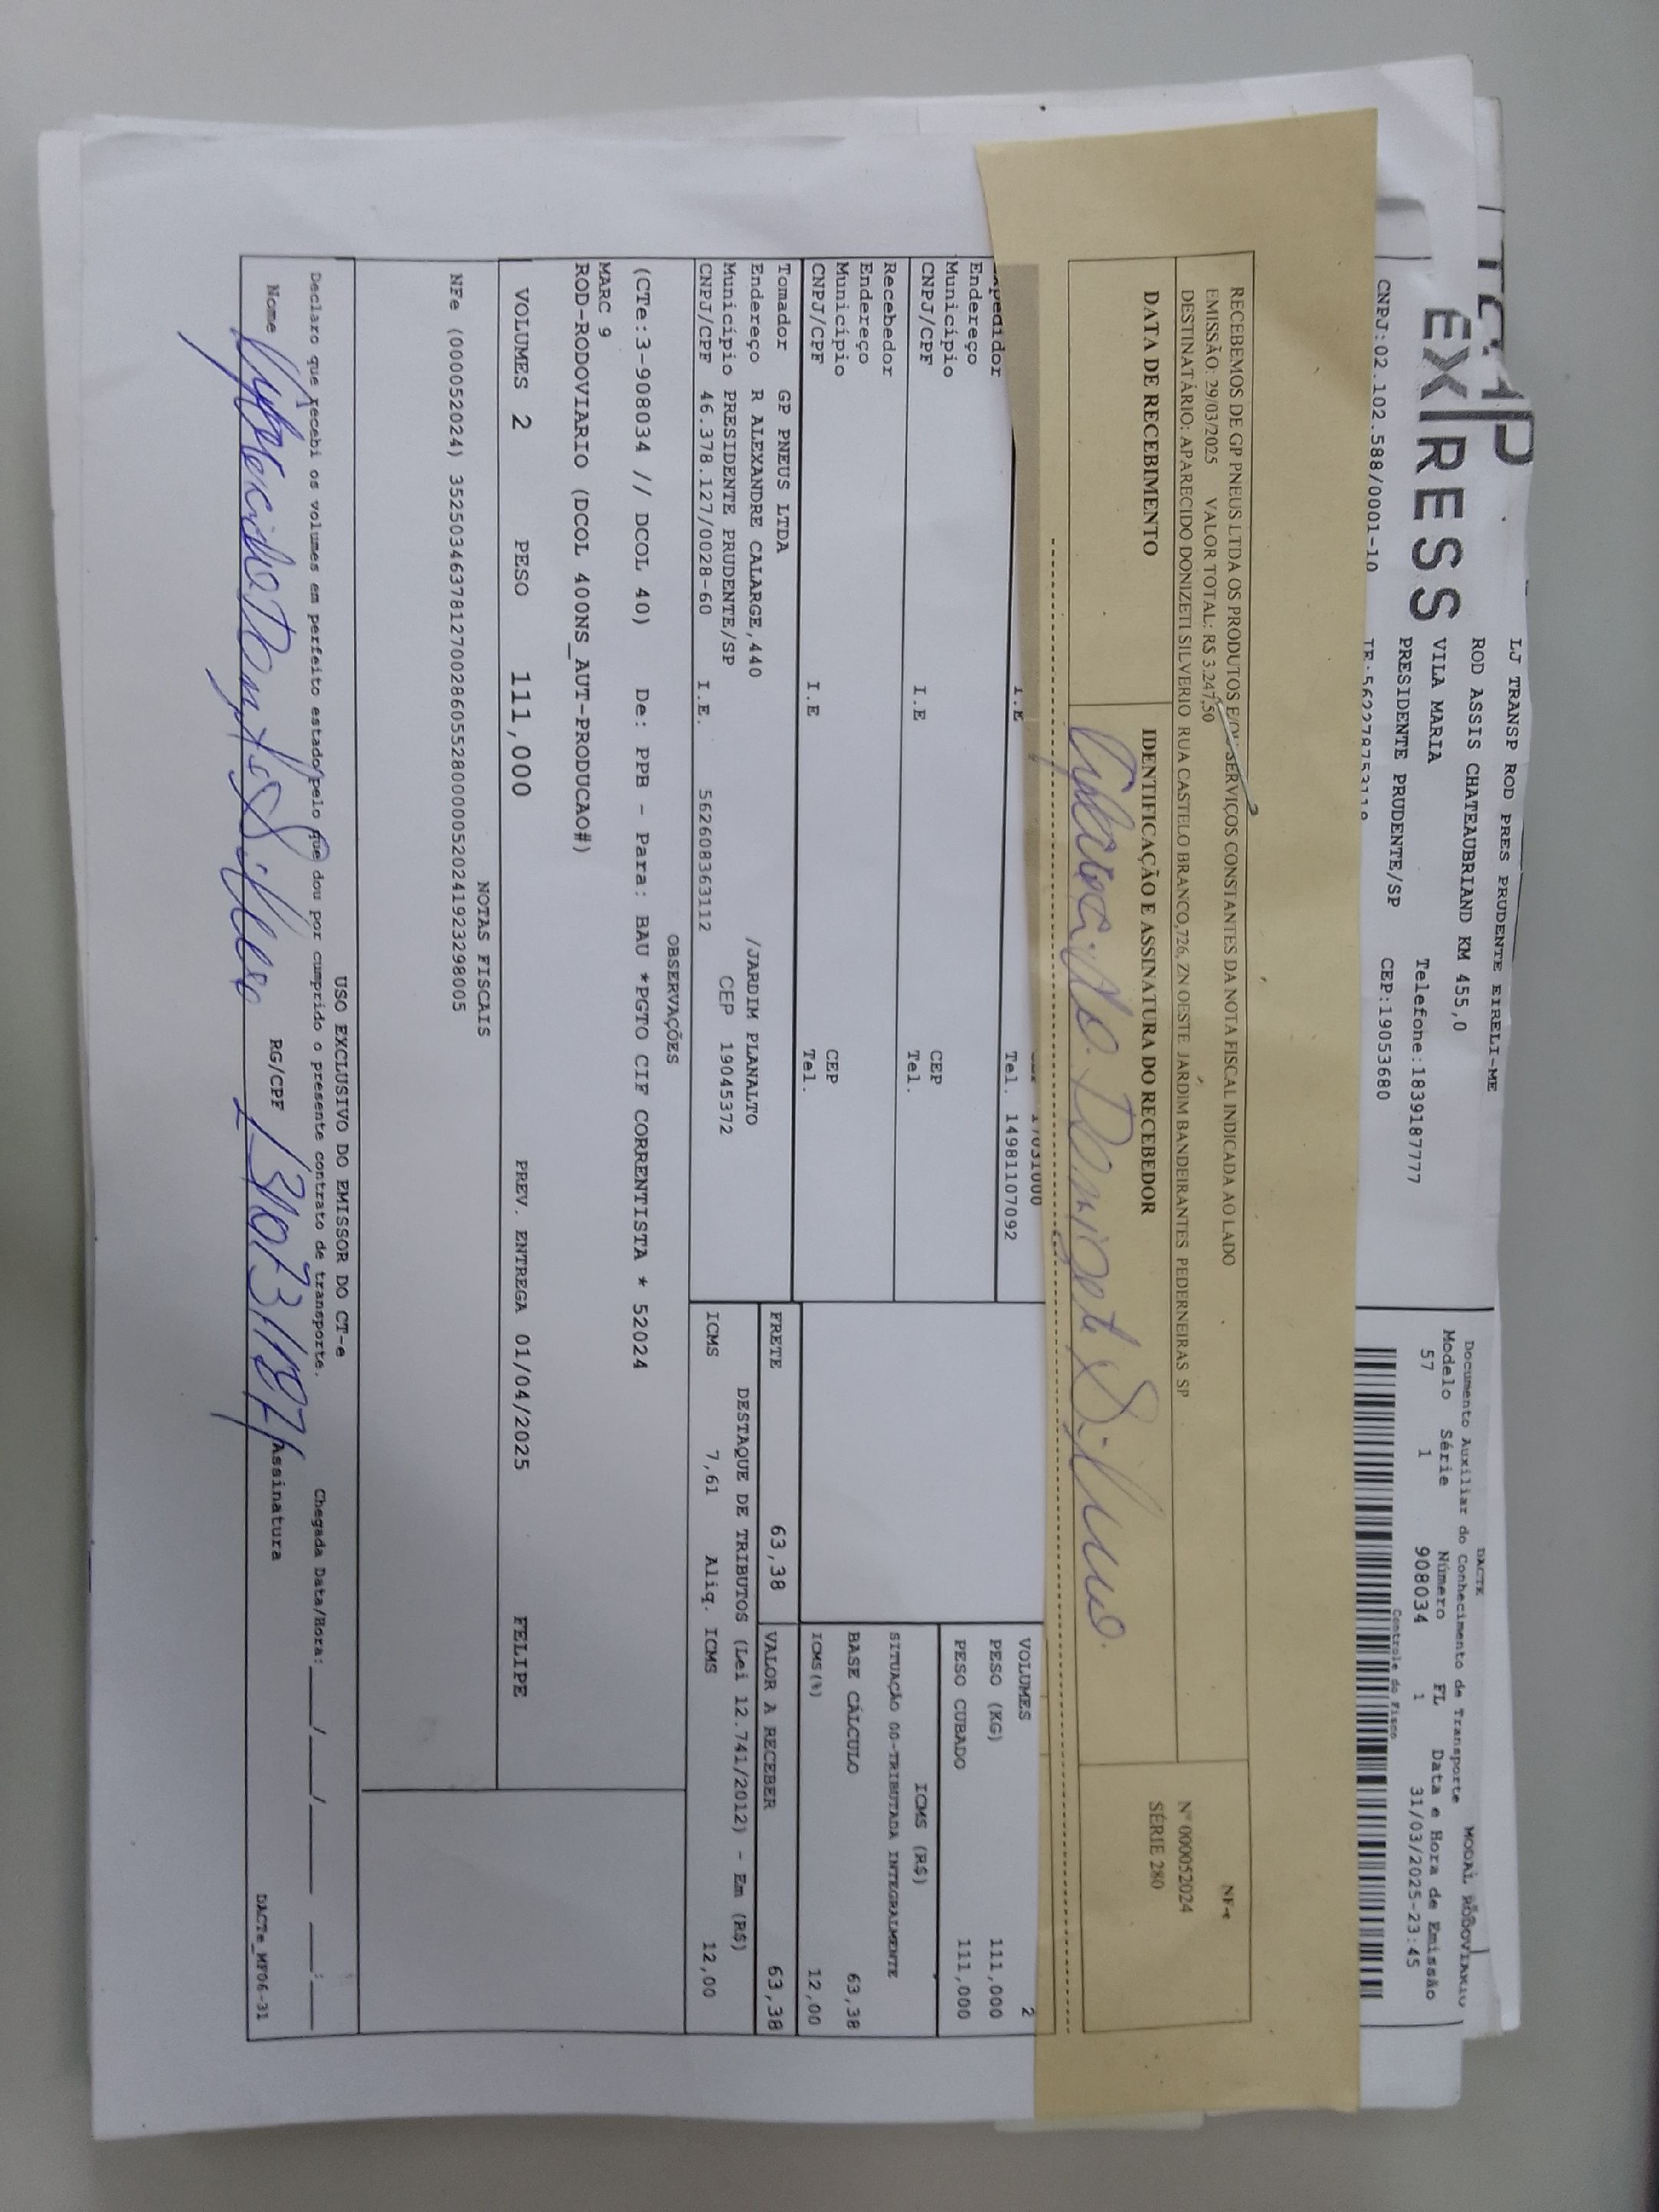 EXPRESS
LJ TRANSP ROD PRES PRUDENTE EIRELI-ME
ROD ASSIS CHATEAUBRIAND KM 455,0
VILA MARIA Telefone:1839187777
PRESIDENTE PRUDENTE/SP CEP:19053680
CNPJ:02.102.588/0001-10
DACTE
Documento Auxiliar do Conhecimento de Transporte
MODAL RODOVIARIO
Modelo Série Número FL Data e Hora de Emissão
57 1 908034 1 31/03/2025-23:45
Controle do Fisco
NF-e
Nº 000052024
SÉRIE 280
RECEBEMOS DE GP PNEUS LTDA OS PRODUTOS E/OU SERVIÇOS CONSTANTES DA NOTA FISCAL INDICADA AO LADO
EMISSÃO: 29/03/2025 VALOR TOTAL: R$ 3.247,50
DESTINATÁRIO: APARECIDO DONIZETI SILVERIO RUA CASTELO BRANCO,726, ZN OESTE JARDIM BANDEIRANTES PEDERNEIRAS SP
DATA DE RECEBIMENTO IDENTIFICAÇÃO E ASSINATURA DO RECEBEDOR
I.E Tel. 14981107092
Endereço
Município CEP
CNPJ/CPF I.E Tel.
Recebedor
Endereço
Município CEP
CNPJ/CPF I.E Tel.
VOLUMES 2
PESO (KG) 111,000
PESO CUBADO 111,000
ICMS (R$)
SITUAÇÃO 00-TRIBUTADA INTEGRALMENTE
BASE CÁLCULO 63,38
ICMS(%) 12,00
Tomador GP PNEUS LTDA
Endereço R ALEXANDRE CALARGE,440 /JARDIM PLANALTO
Município PRESIDENTE PRUDENTE/SP CEP 19045372
CNPJ/CPF 46.378.127/0028-60 I.E. 562608363112
FRETE 63,38 VALOR A RECEBER 63,38
DESTAQUE DE TRIBUTOS (Lei 12.741/2012) - Em (R$)
ICMS 7,61 Aliq. ICMS 12,00
OBSERVAÇÕES
(CTe:3-908034 // DCOL 40) De: PPB - Para: BAU *PGTO CIF CORRENTISTA * 52024
MARC 9
ROD-RODOVIARIO (DCOL 400NS_AUT-PRODUCAO#)
VOLUMES 2 PESO 111,000 PREV. ENTREGA 01/04/2025 FELIPE
NOTAS FISCAIS
NFe (000052024) 35250346378127002860552800000520241923298005
USO EXCLUSIVO DO EMISSOR DO CT-e
Declaro que recebi os volumes em perfeito estado pelo que dou por cumprido o presente contrato de transporte. Chegada Data/Hora:___/___/_____ ___:___
Nome RG/CPF Assinatura
DACTe_MF06-31